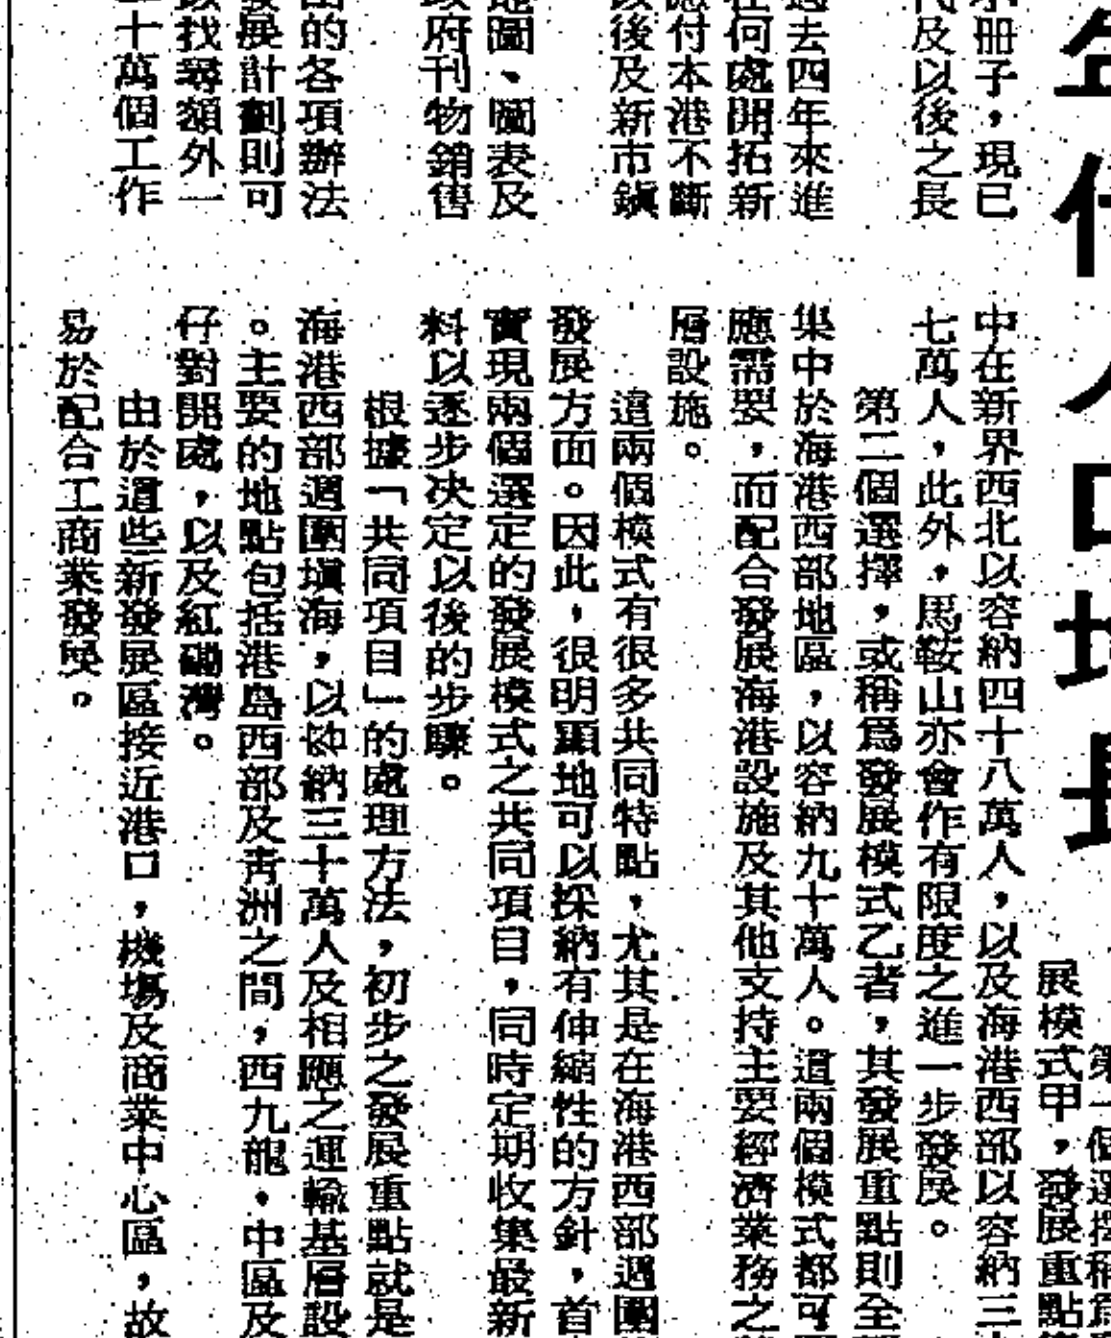 年代人口增長
册子，現已
代及以後之長
過去四年來進
在何處開拓新
應付本港不斷
以後及新市鎮
地圖、圖表及
府刊物銷售
的各項辦法
發展計劃則可
以找尋額外一
十萬個工作
第一個選擇稱爲
展模式甲，發展重點
中在新界西北以容納四十八萬人，以及海港西部以容納三
七萬人，此外，馬鞍山亦會作有限度之進一步發展。
第二個選擇，或稱爲發展模式乙者，其發展重點則全
集中於海港西部地區，以容納九十萬人。這兩個模式都可
應需要，而配合發展海港設施及其他支持主要經濟業務之
層設施。
這兩個模式有很多共同特點，尤其是在海港西部週圍
發展方面。因此，很明顯地可以採納有伸縮性的方針，首
實現兩個選定的發展模式之共同項目，同時定期收集最新
料以逐步決定以後的步驟。
根據「共同項目」的處理方法，初步之發展重點就是
海港西部週圍塡海，以容納三十萬人及相應之運輸基層設
。主要的地點包括港島西部及青洲之間，西九龍，中區及
仔對開處，以及紅磡灣。
由於這些新發展區接近港口，機塲及商業中心區，故
易於配合工商業發展。